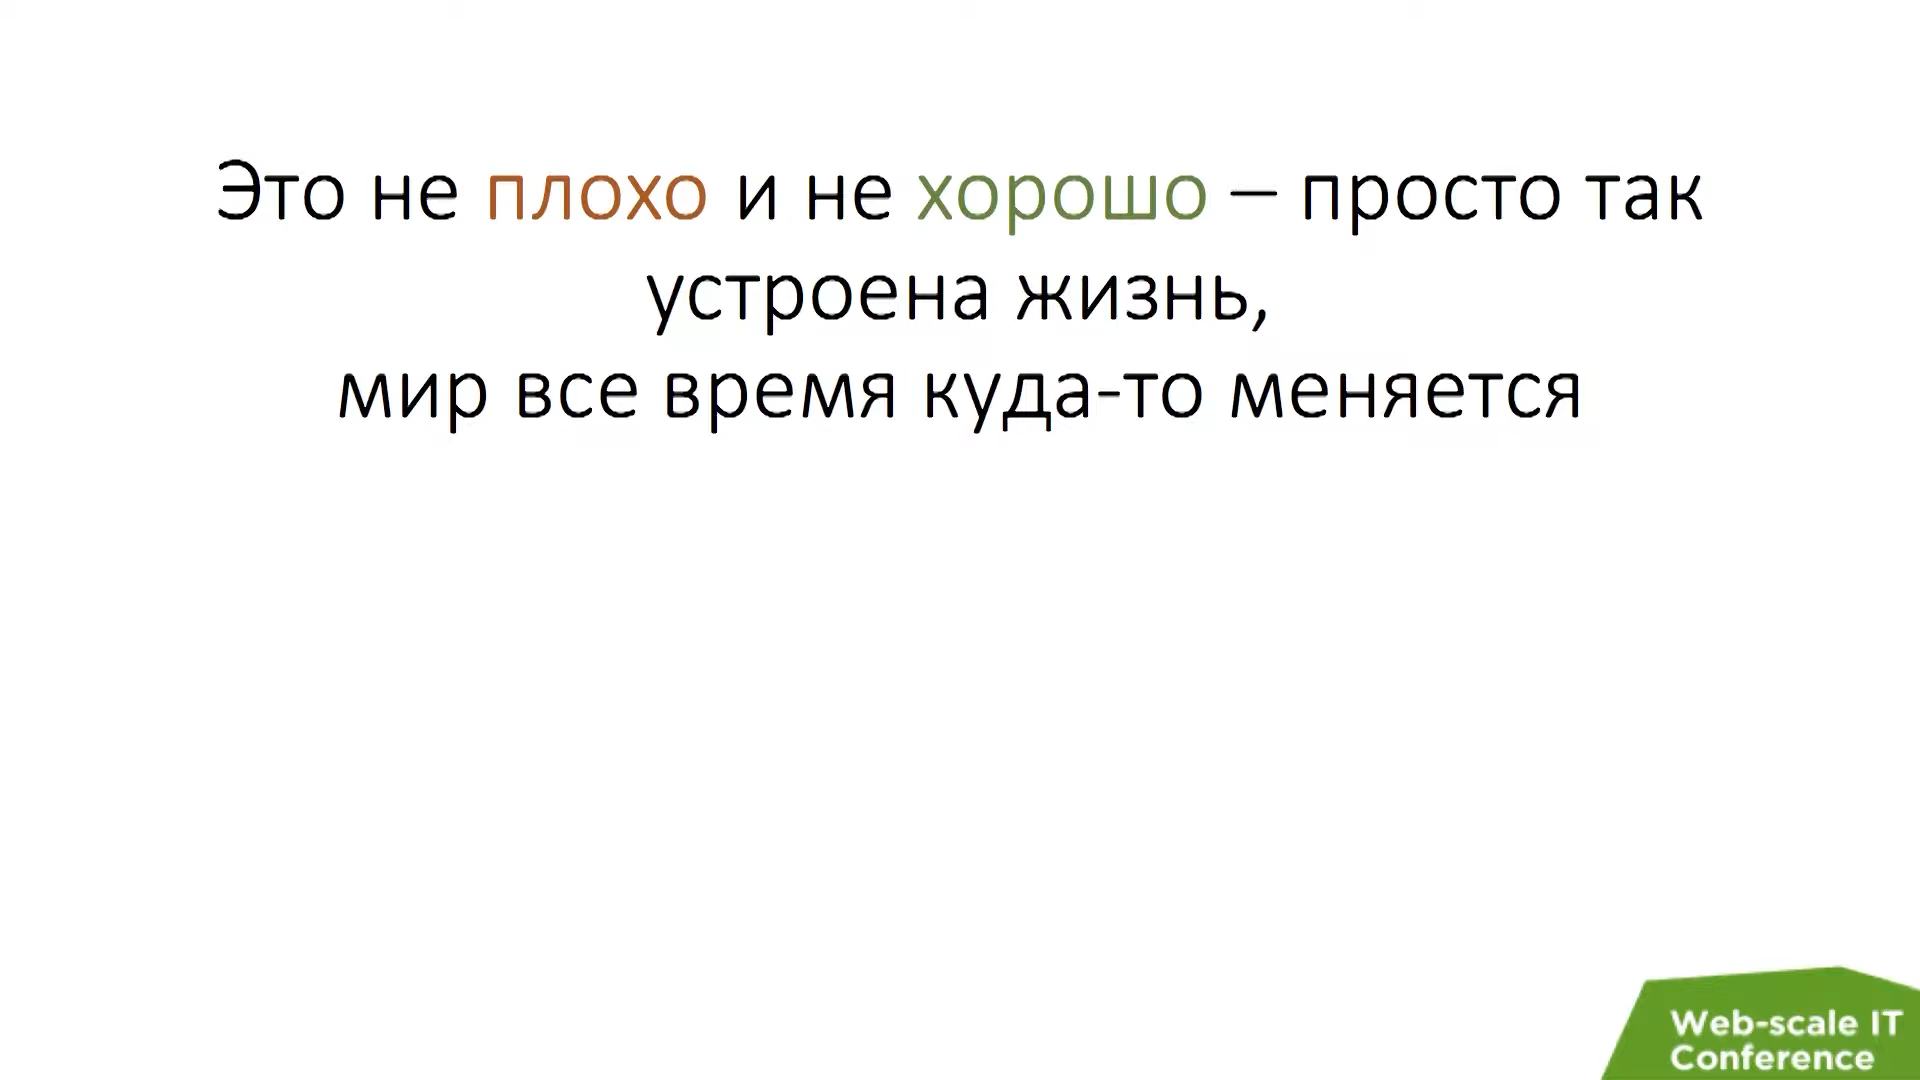 Это не плохо и не хорошо – просто так
устроена жизнь,
мир все время куда-то меняется
Web-scale IT
Conference